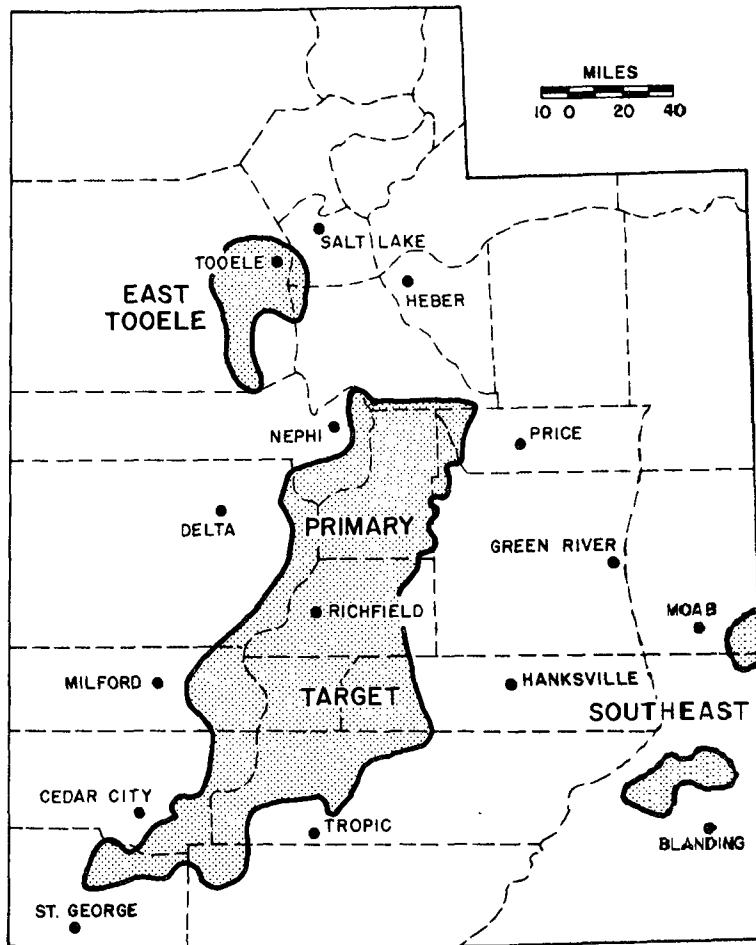 MILES
10 0 20 40
SALT LAKE
TOOELE
EAST
TOOELE
HEBER
NEPHI
PRICE
DELTA
PRIMARY
GREEN RIVER
RICHFIELD
MOAB
MILFORD
TARGET
HANKSVILLE
SOUTHEAST
CEDAR CITY
TROPIC
BLANDING
ST. GEORGE